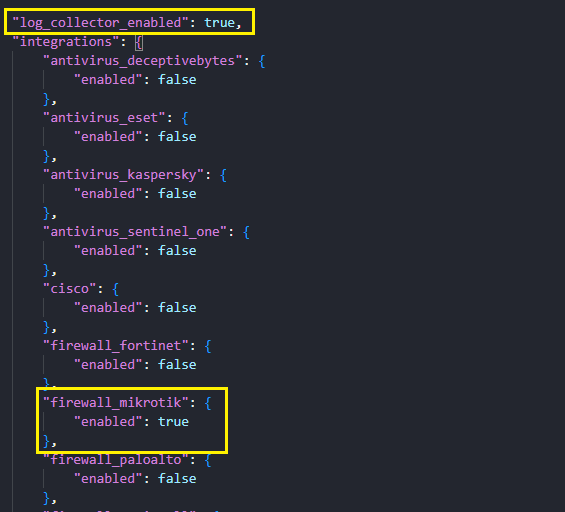 "log_collector_enabled": true,
"integrations": {
"antivirus_deceptivebytes": {
"enabled": false
},
"antivirus_eset": {
"enabled": false
},
"antivirus_kaspersky": {
"enabled": false
},
"antivirus_sentinel_one": {
"enabled": false
},
"cisco": {
"enabled": false
},
"firewall_fortinet": {
"enabled": false
},
"firewall_mikrotik": {
"enabled": true
},
"firewall_paloalto": {
"enabled": false
},